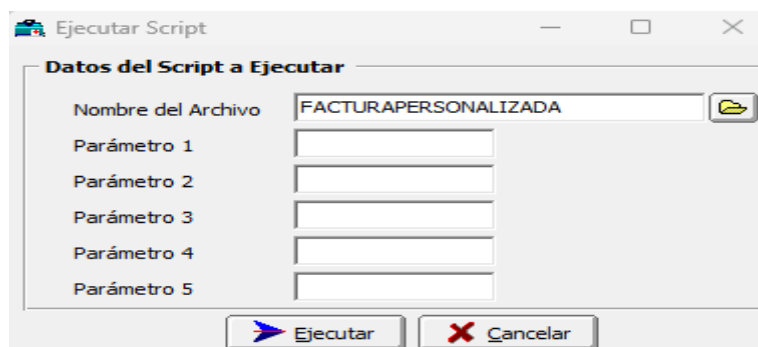 Ejecutar Script
Datos del Script a Ejecutar
Nombre del Archivo FACTURAPERSONALIZADA
Parámetro 1
Parámetro 2
Parámetro 3
Parámetro 4
Parámetro 5
Ejecutar Cancelar